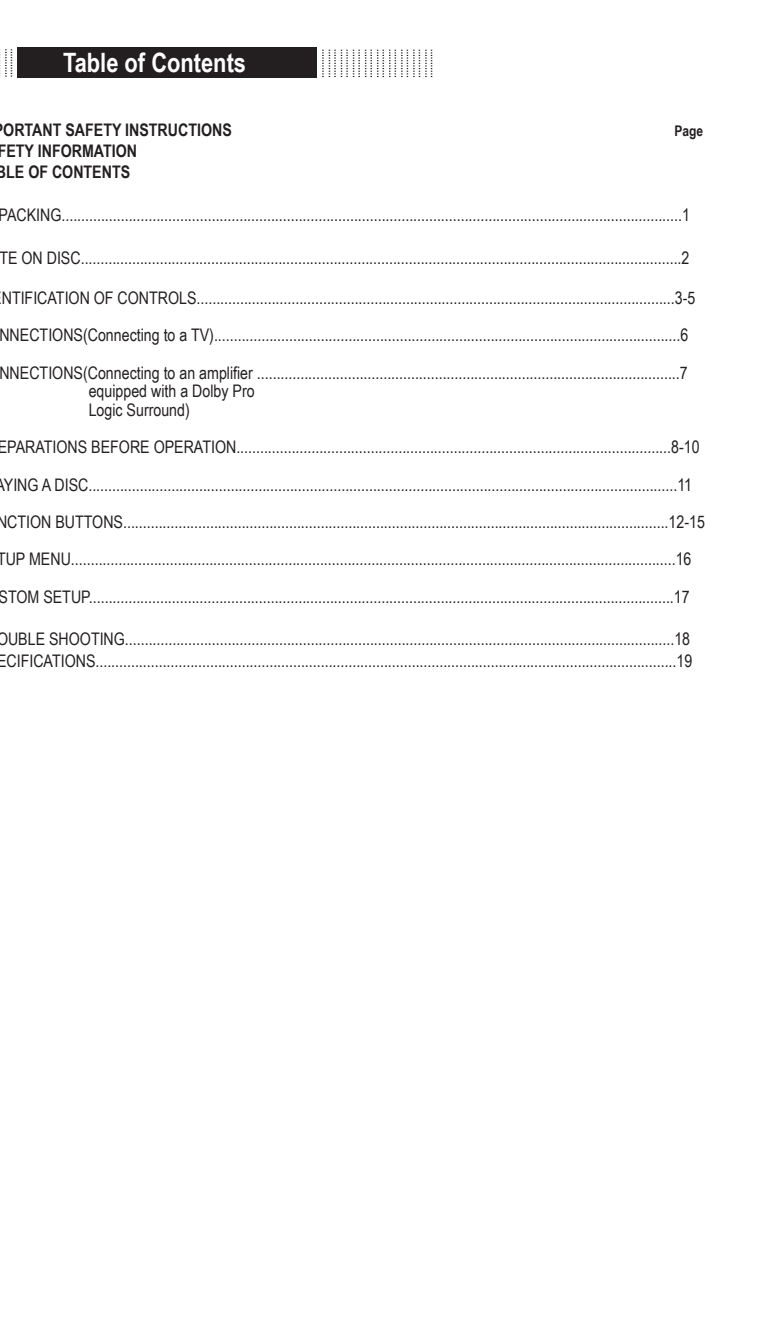 Table of Contents
PORTANT SAFETY INSTRUCTIONS Page
FETY INFORMATION
BLE OF CONTENTS
PACKING..............................................................................................................................................................1
TE ON DISC.........................................................................................................................................................2
ENTIFICATION OF CONTROLS..........................................................................................................................3-5
NNECTIONS(Connecting to a TV).......................................................................................................................6
NNECTIONS(Connecting to an amplifier ............................................................................................................7
equipped with a Dolby Pro
Logic Surround)
EPARATIONS BEFORE OPERATION...............................................................................................................8-10
AYING A DISC......................................................................................................................................................11
NCTION BUTTONS...........................................................................................................................................12-15
TUP MENU..........................................................................................................................................................16
STOM SETUP.....................................................................................................................................................17
OUBLE SHOOTING............................................................................................................................................18
ECIFICATIONS....................................................................................................................................................19